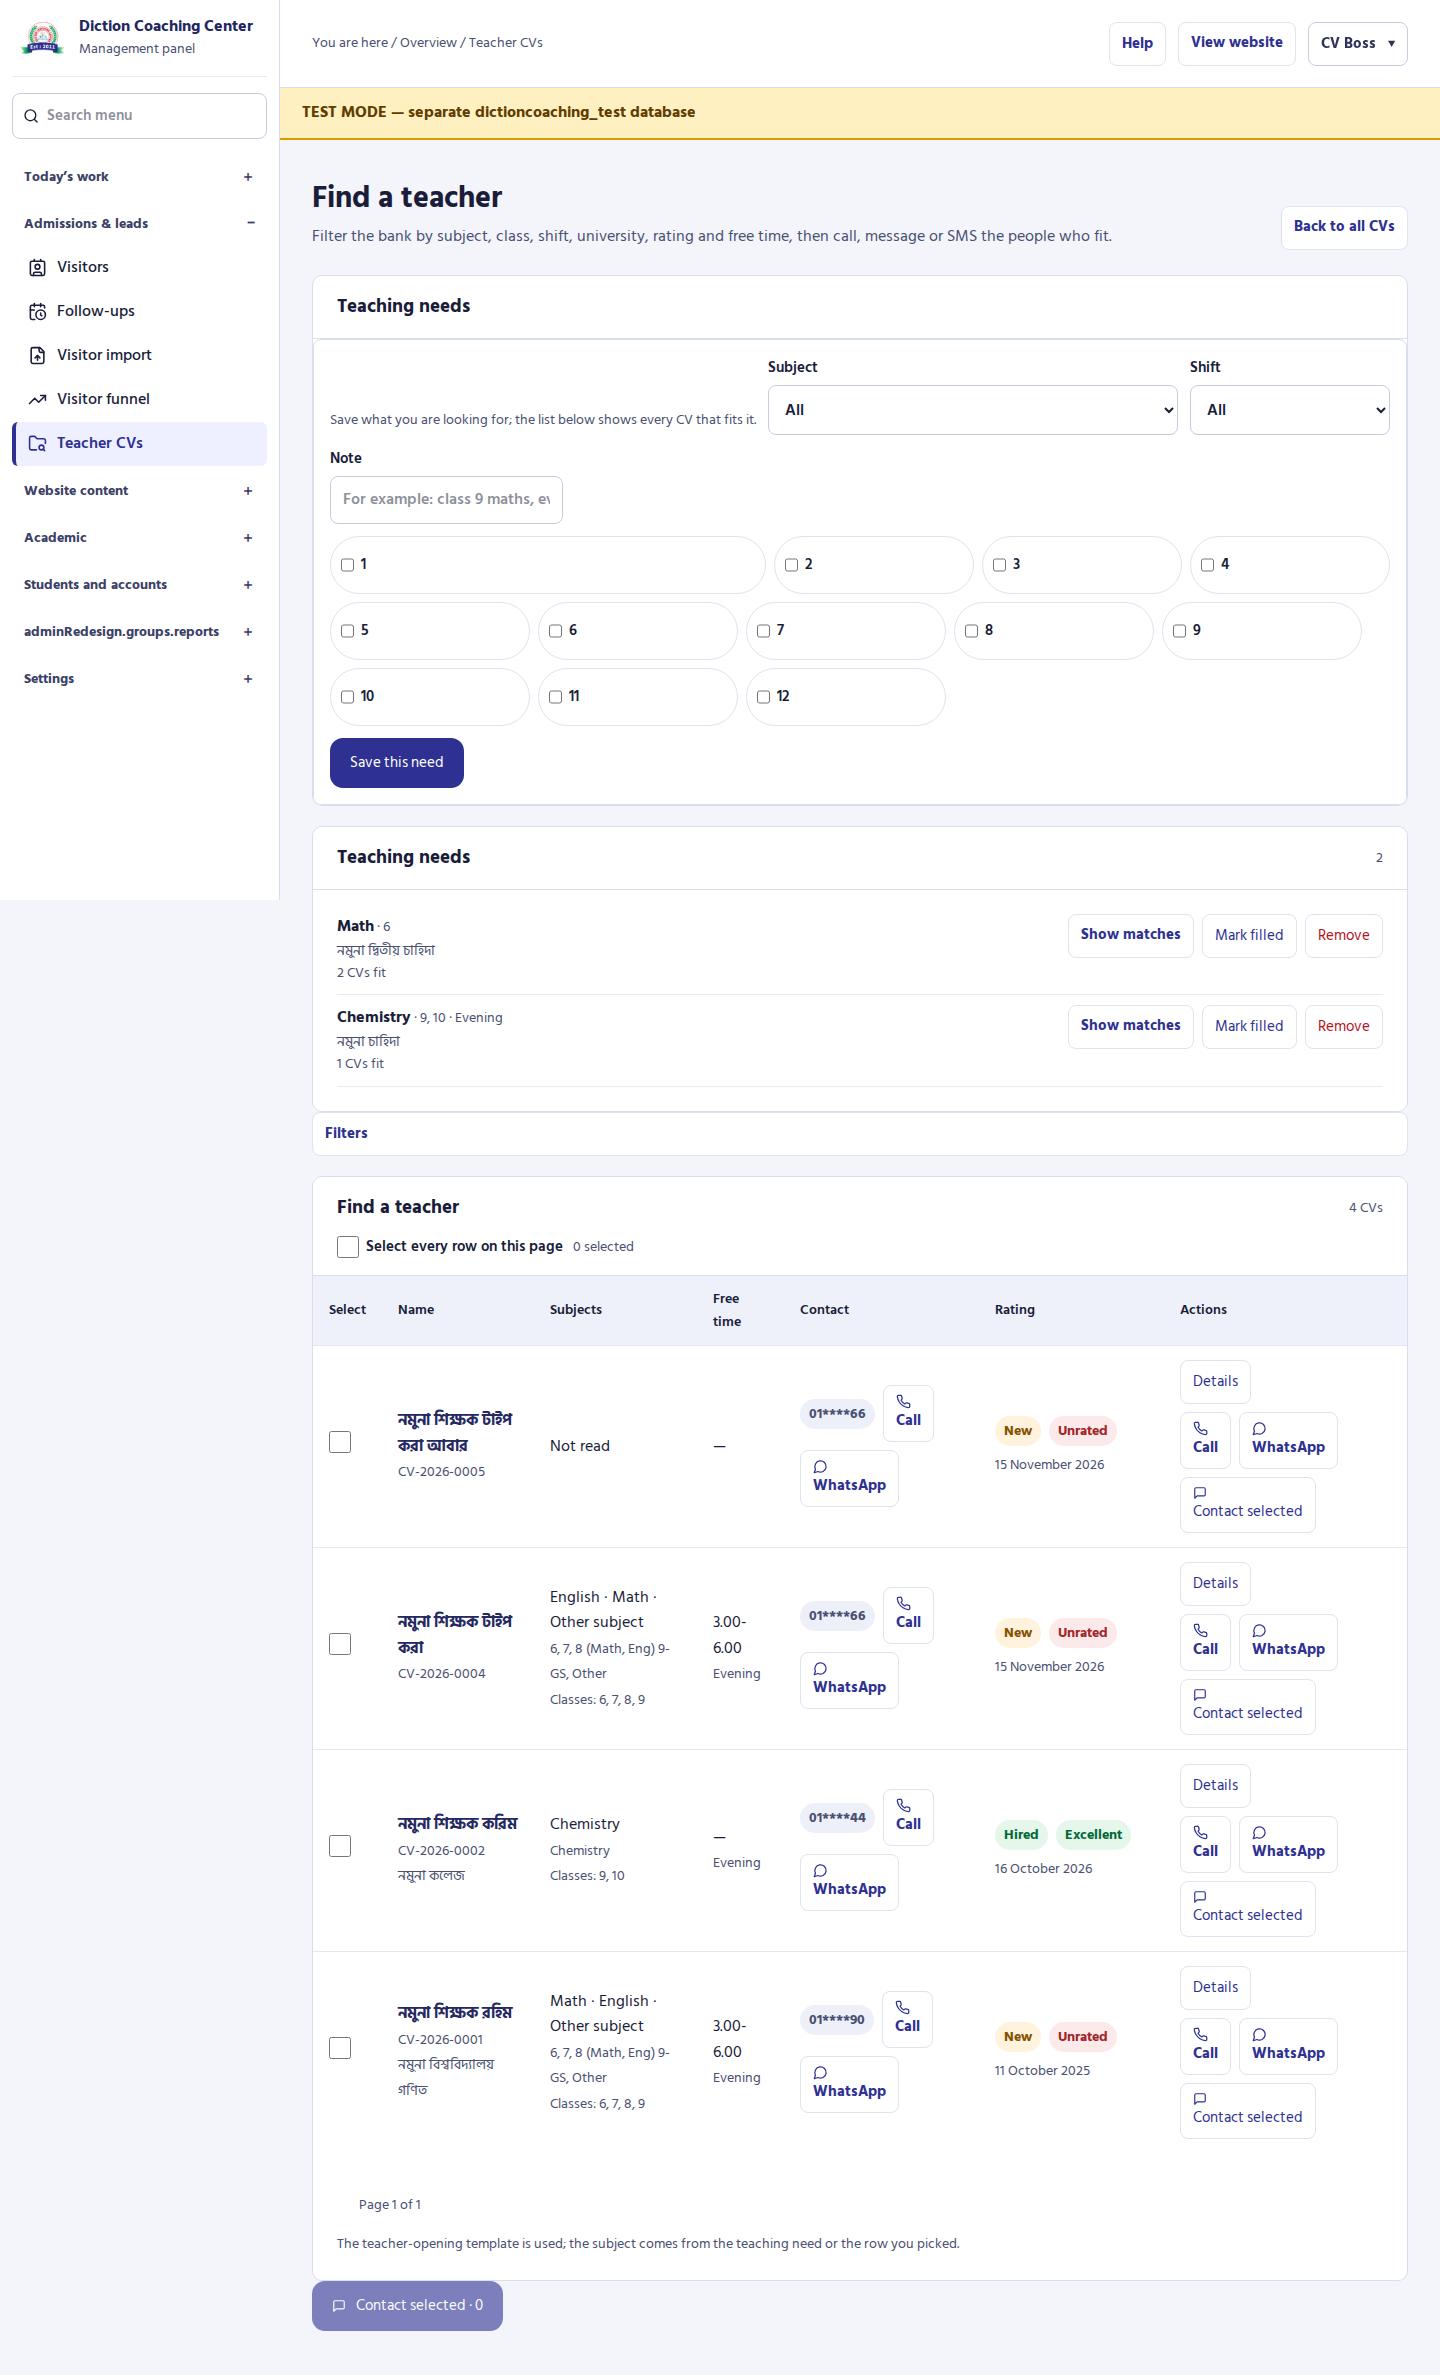 Diction Coaching Center
Management panel
Est : 2011
Search menu
Today's work +
Admissions & leads −
Visitors
Follow-ups
Visitor import
Visitor funnel
Teacher CVs
Website content +
Academic +
Students and accounts +
adminRedesign.groups.reports +
Settings +
You are here / Overview / Teacher CVs
Help
View website
CV Boss ▾
TEST MODE — separate dictioncoaching_test database
Find a teacher
Filter the bank by subject, class, shift, university, rating and free time, then call, message or SMS the people who fit.
Back to all CVs
Teaching needs
Save what you are looking for; the list below shows every CV that fits it.
Subject
All
Shift
All
Note
For example: class 9 maths, ev
1 2 3 4
5 6 7 8 9
10 11 12
Save this need
Teaching needs 2
Math · 6
নমুনা দ্বিতীয় চাহিদা
2 CVs fit
Show matches Mark filled Remove
Chemistry · 9, 10 · Evening
নমুনা চাহিদা
1 CVs fit
Show matches Mark filled Remove
Filters
Find a teacher 4 CVs
Select every row on this page 0 selected
Select Name Subjects Free time Contact Rating Actions
নমুনা শিক্ষক টাইপ
করা আবার
CV-2026-0005
Not read
—
01****66 Call
WhatsApp
New Unrated
15 November 2026
Details
Call WhatsApp
Contact selected
নমুনা শিক্ষক টাইপ
করা
CV-2026-0004
English · Math ·
Other subject
6, 7, 8 (Math, Eng) 9-
GS, Other
Classes: 6, 7, 8, 9
3.00-
6.00
Evening
01****66 Call
WhatsApp
New Unrated
15 November 2026
Details
Call WhatsApp
Contact selected
নমুনা শিক্ষক করিম
CV-2026-0002
নমুনা কলেজ
Chemistry
Chemistry
Classes: 9, 10
—
Evening
01****44 Call
WhatsApp
Hired Excellent
16 October 2026
Details
Call WhatsApp
Contact selected
নমুনা শিক্ষক রহিম
CV-2026-0001
নমুনা বিশ্ববিদ্যালয়
গণিত
Math · English ·
Other subject
6, 7, 8 (Math, Eng) 9-
GS, Other
Classes: 6, 7, 8, 9
3.00-
6.00
Evening
01****90 Call
WhatsApp
New Unrated
11 October 2025
Details
Call WhatsApp
Contact selected
Page 1 of 1
The teacher-opening template is used; the subject comes from the teaching need or the row you picked.
Contact selected · 0